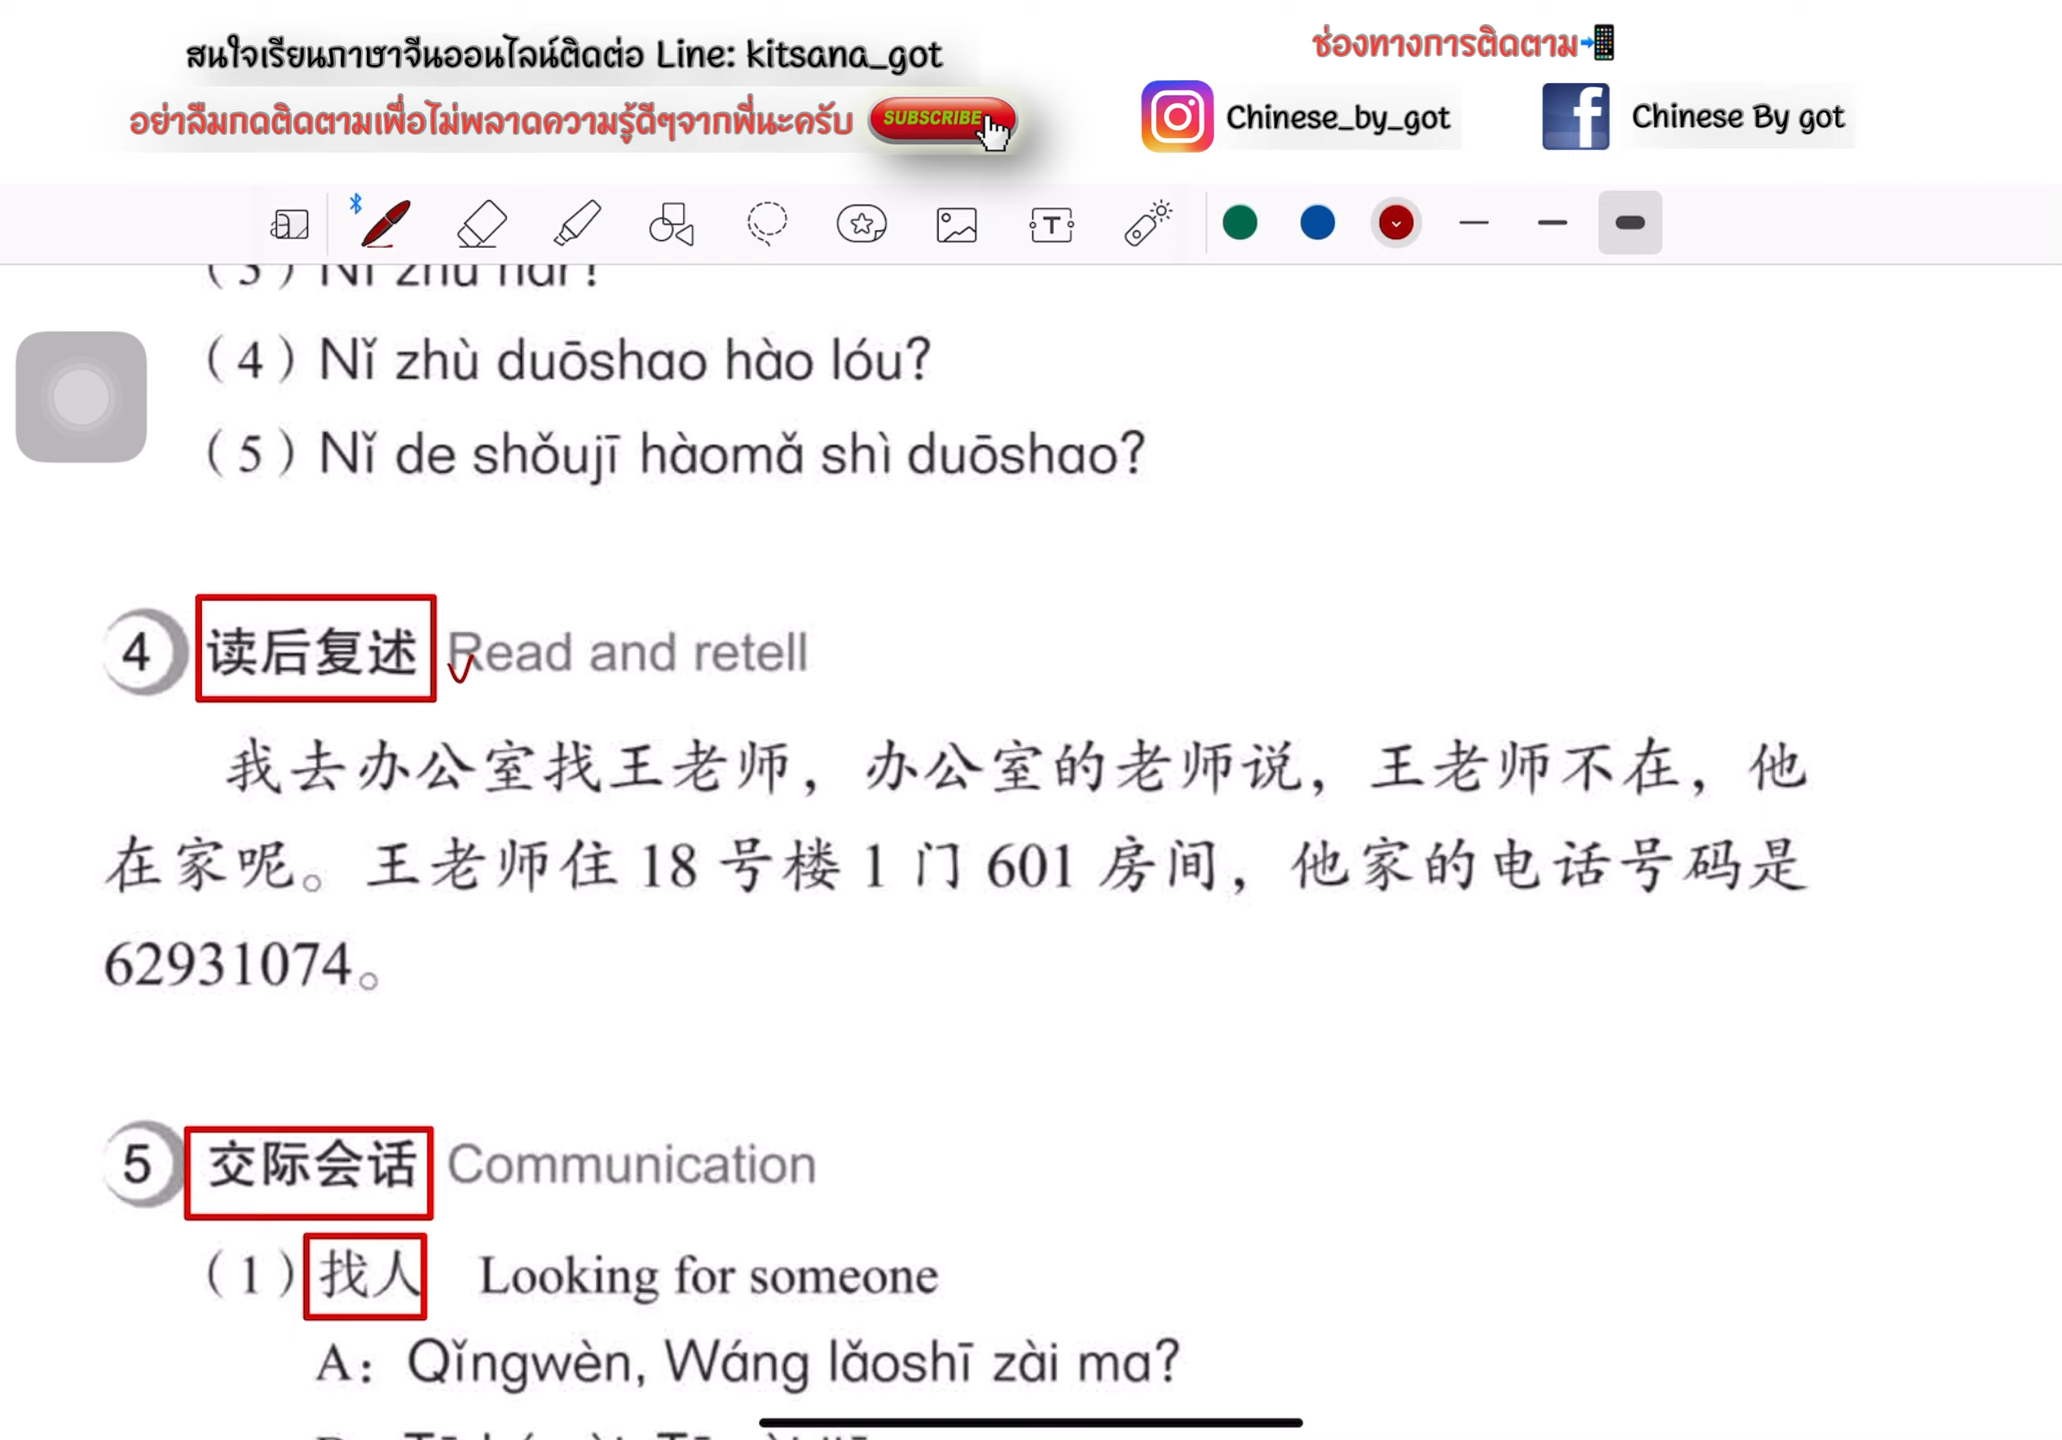 สนใจเรียนภาษาจีนออนไลน์ติดต่อ Line: kitsana_got
ช่องทางการติดตาม
อย่าลืมกดติดตามเพื่อไม่พลาดความรู้ดีๆจากพี่นะครับ SUBSCRIBE
Chinese_by_got
Chinese By got
(3) Nǐ zhù nǎr?
(4) Nǐ zhù duōshao hào lóu?
(5) Nǐ de shǒujī hàomǎ shì duōshao?
4 读后复述 Read and retell
我去办公室找王老师，办公室的老师说，王老师不在，他
在家呢。王老师住 18 号楼 1 门 601 房间，他家的电话号码是
62931074。
5 交际会话 Communication
(1) 找人 Looking for someone
A: Qǐngwèn, Wáng lǎoshī zài ma?